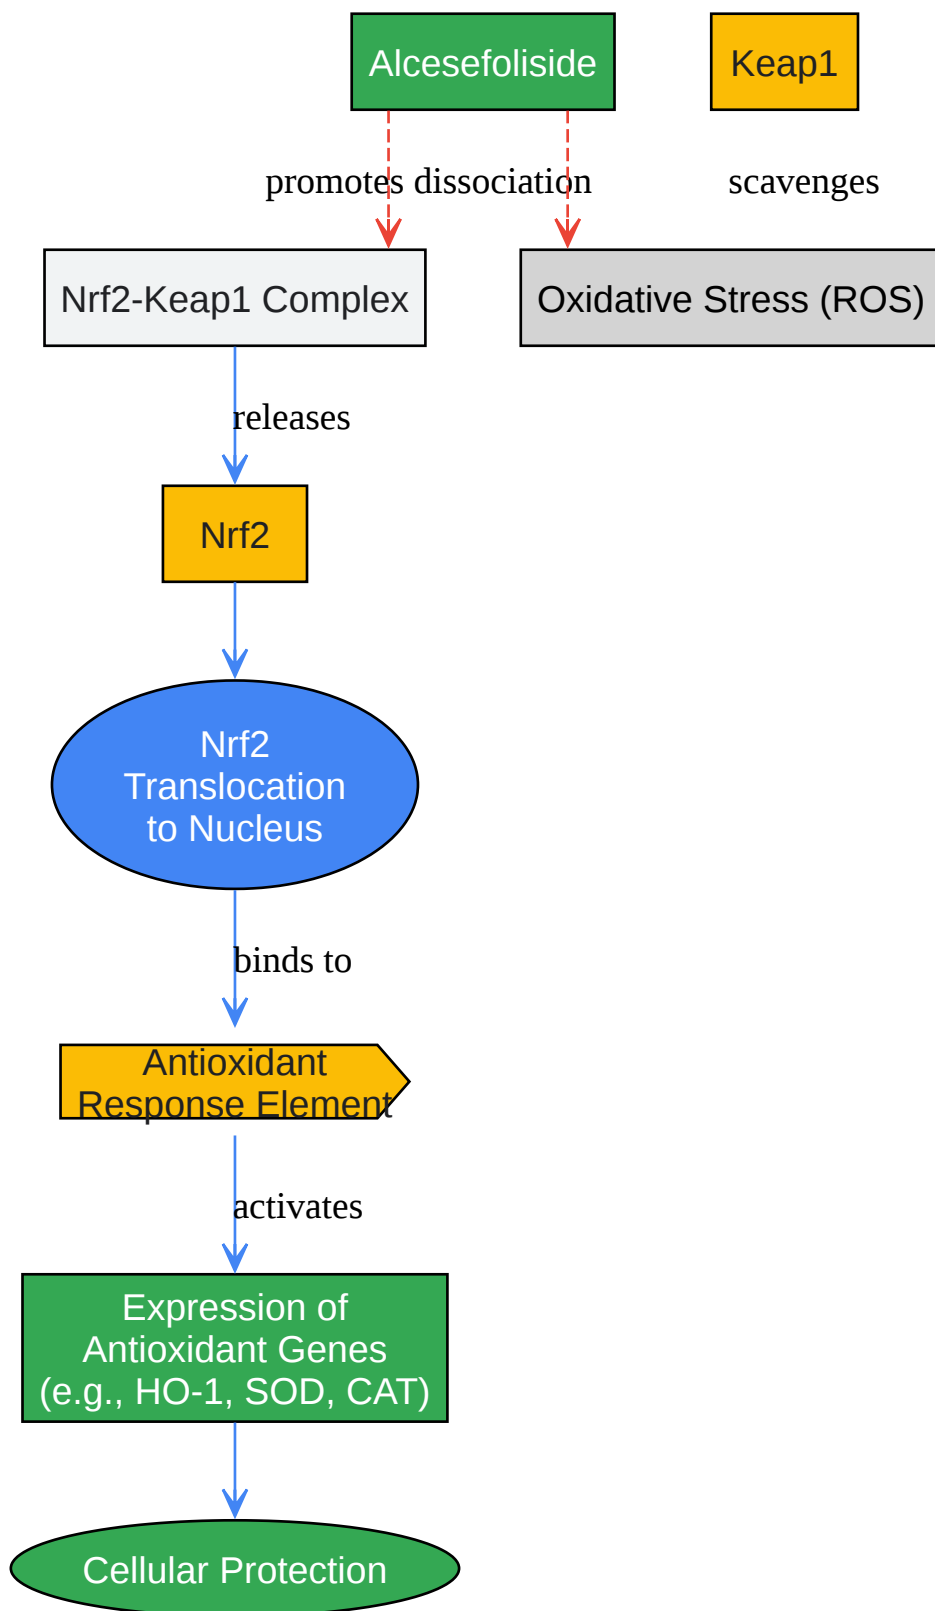 Alcesefoliside
Keap1
promotes dissociation
scavenges
Nrf2-Keap1 Complex
Oxidative Stress (ROS)
releases
Nrf2
Nrf2
Translocation
to Nucleus
binds to
Antioxidant
Response Element
activates
Expression of
Antioxidant Genes
(e.g., HO-1, SOD, CAT)
Cellular Protection